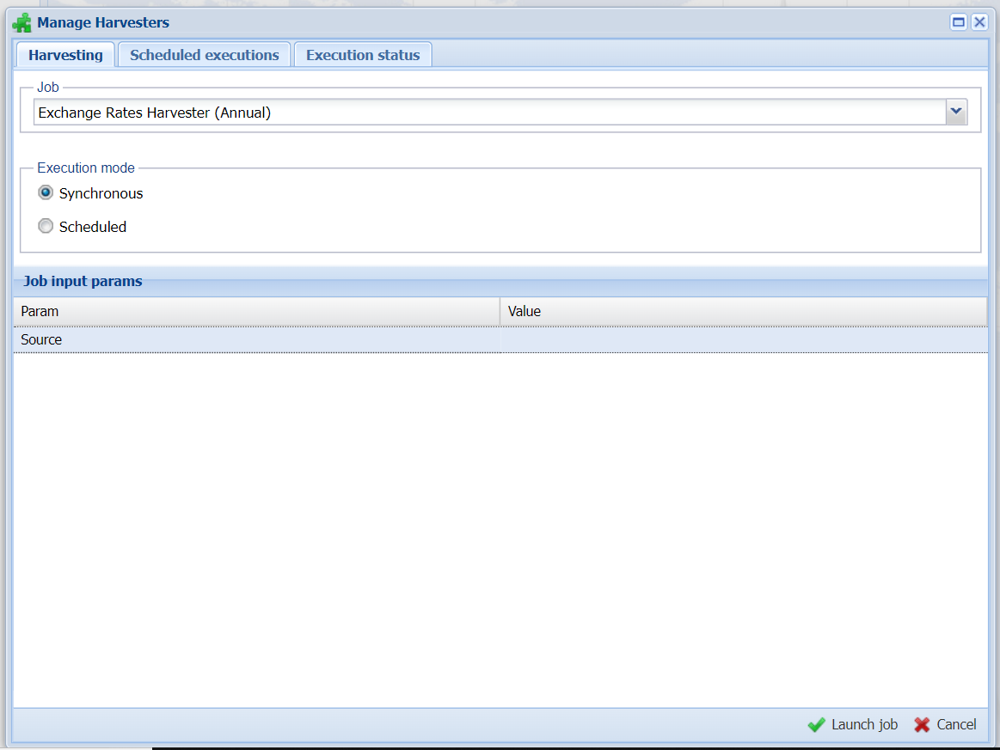 Manage Harvesters
Harvesting Scheduled executions Execution status
Job
Exchange Rates Harvester (Annual)
Execution mode
Synchronous
Scheduled
Job input params
Param Value
Source
Launch job Cancel